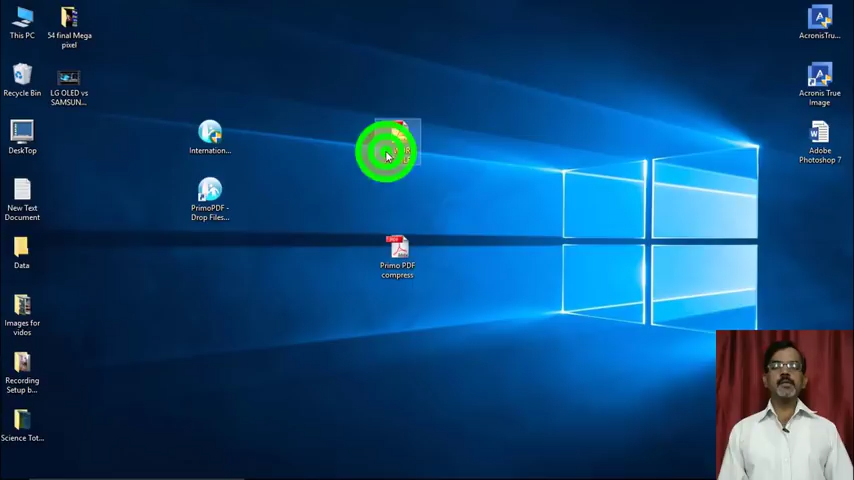 This PC
54 final Mega
pixel
Recycle Bin
LG OLED vs
SAMSUN...
DeskTop
New Text
Document
Data
Images for
vidos
Recording
Setup b...
Science Tot...
Internation...
PrimoPDF -
Drop Files...
Primo PDF
compress
AcronisTru...
Acronis True
Image
Adobe
Photoshop 7